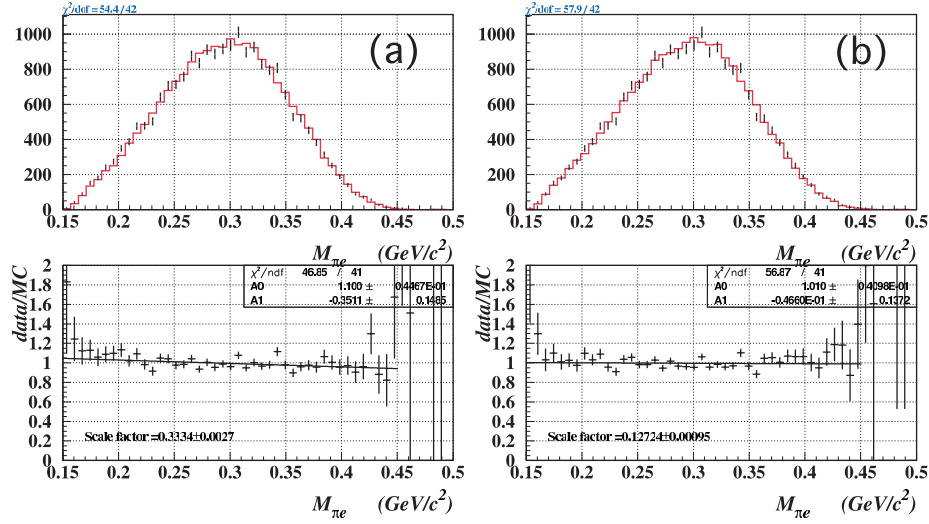 χ²/dof = 54.4 / 42
(a)
1000
800
600
400
200
0
0.15 0.2 0.25 0.3 0.35 0.4 0.45 0.5
M_πe (GeV/c²)
χ²/dof = 57.9 / 42
(b)
1000
800
600
400
200
0
0.15 0.2 0.25 0.3 0.35 0.4 0.45 0.5
M_πe (GeV/c²)
data/MC
2
1.8
1.6
1.4
1.2
1
0.8
0.6
0.4
0.2
0
χ²/ndf 46.85 / 41
A0 1.100 ± 0.4467E-01
A1 -0.3511 ± 0.1485
Scale factor =0.3334±0.0027
0.15 0.2 0.25 0.3 0.35 0.4 0.45 0.5
M_πe (GeV/c²)
data/MC
2
1.8
1.6
1.4
1.2
1
0.8
0.6
0.4
0.2
0
χ²/ndf 56.87 / 41
A0 1.010 ± 0.4098E-01
A1 -0.4660E-01 ± 0.1372
Scale factor =0.12724±0.00095
0.15 0.2 0.25 0.3 0.35 0.4 0.45 0.5
M_πe (GeV/c²)